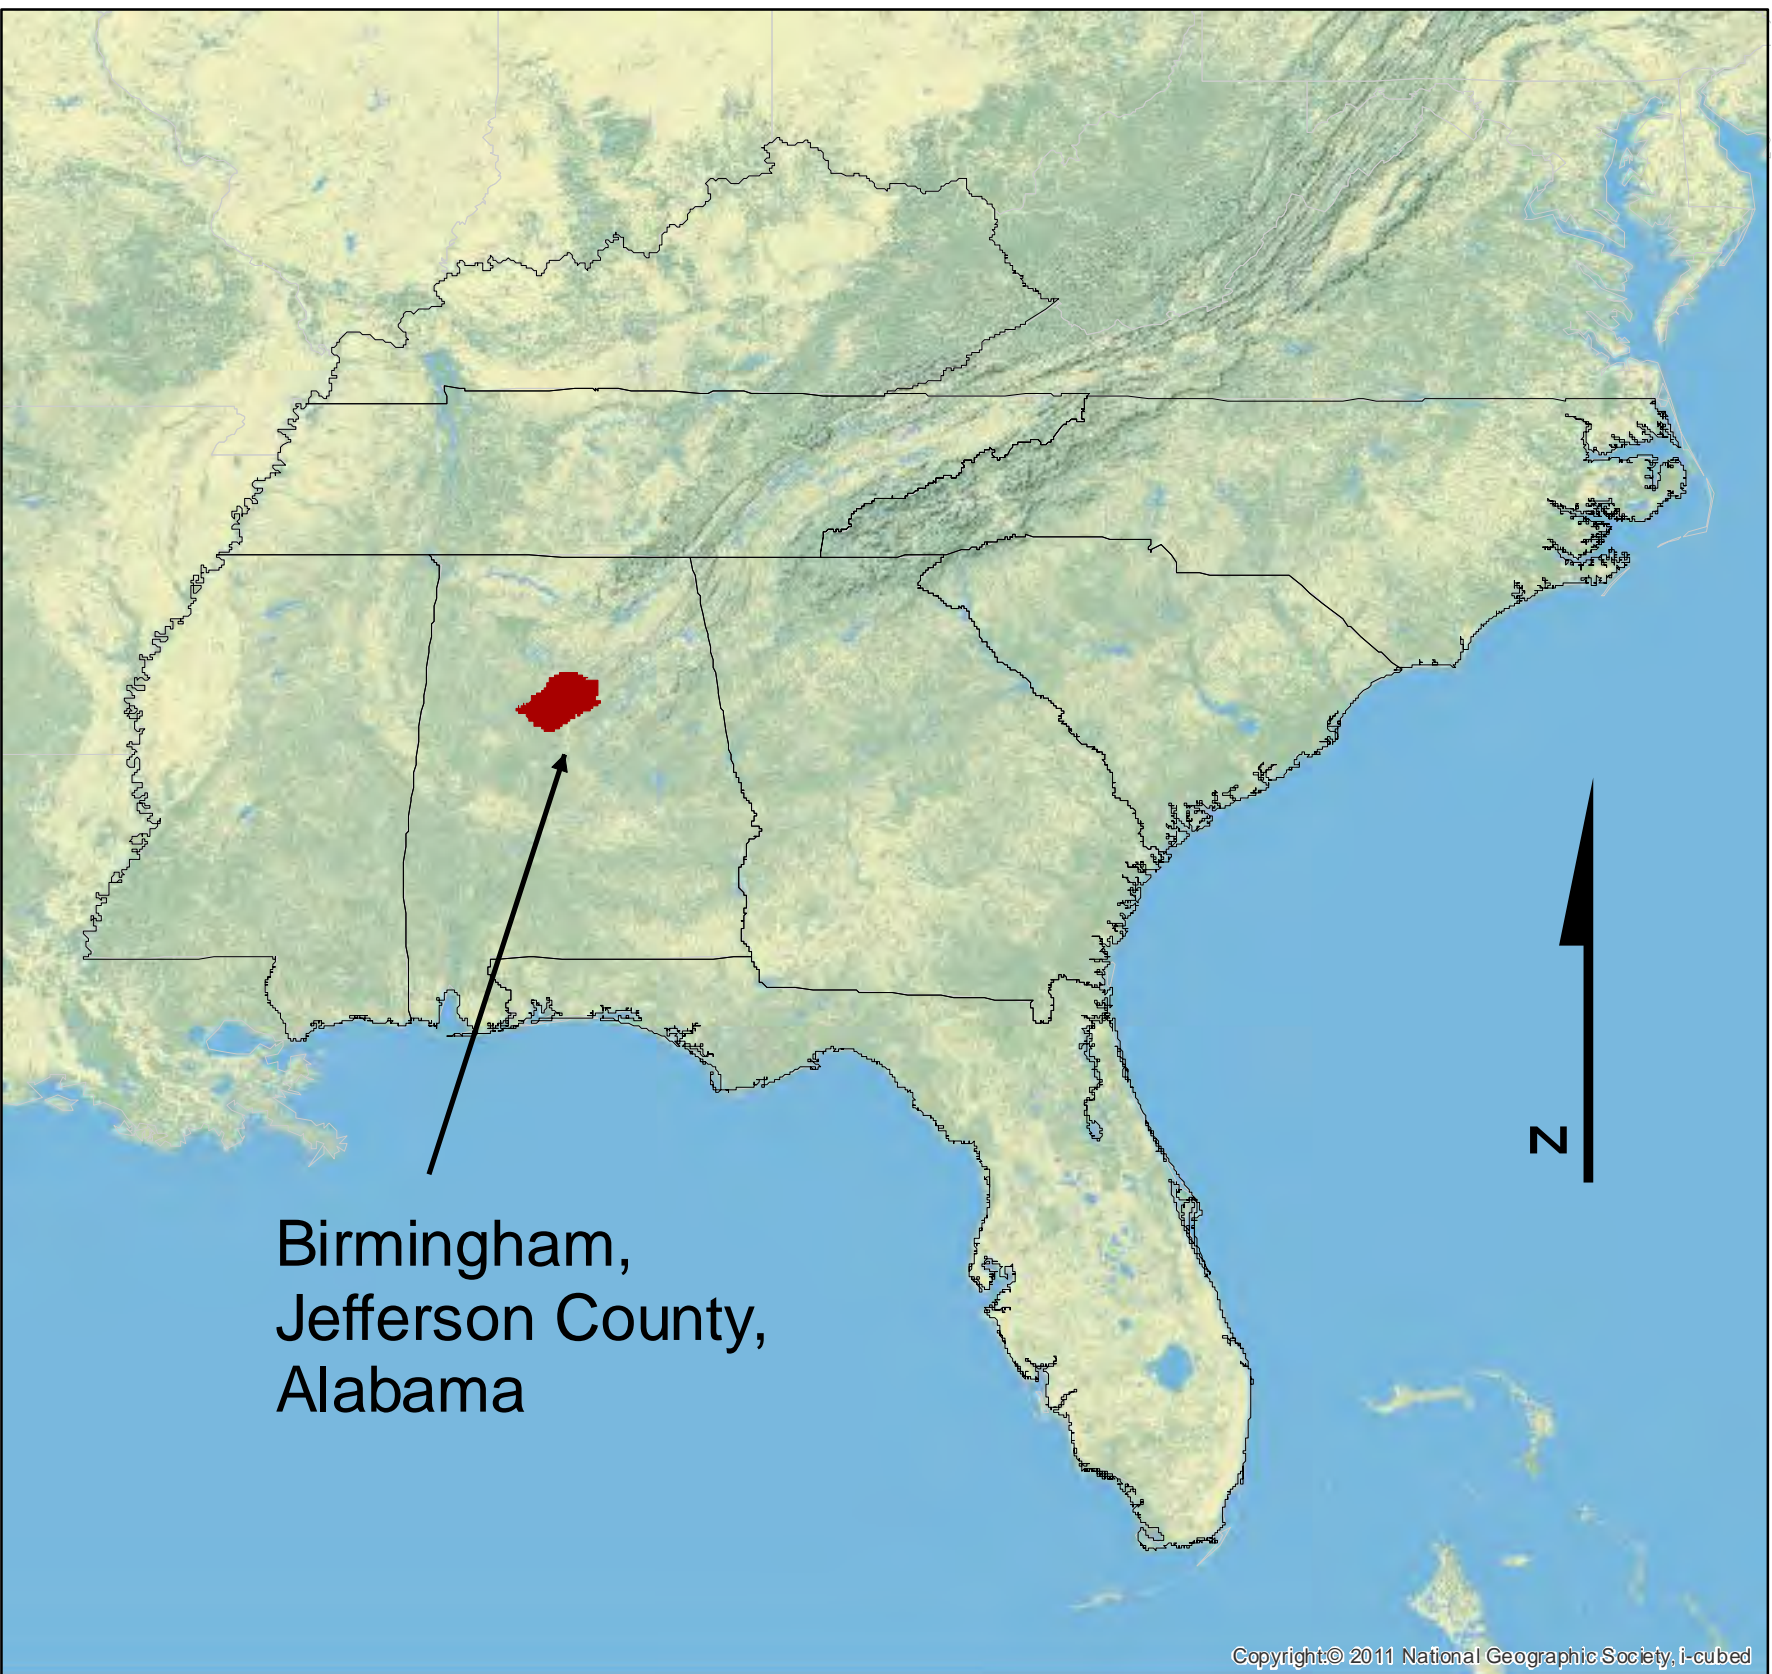 N
Birmingham,
Jefferson County,
Alabama
Copyright:© 2011 National Geographic Society, i-cubed